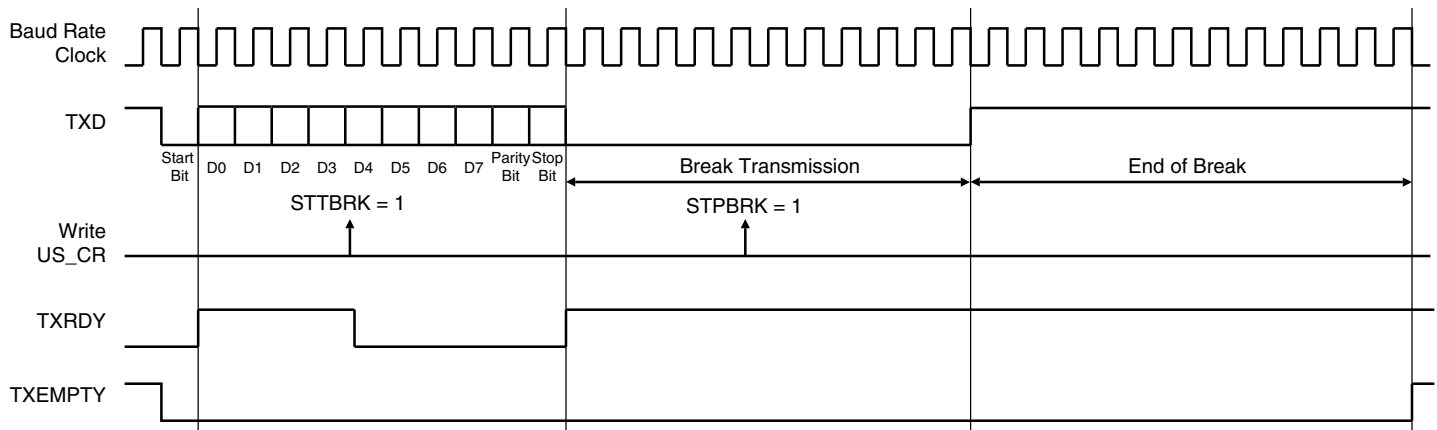 Baud Rate
Clock
TXD
Start
Bit
D0 D1 D2 D3 D4 D5 D6 D7
Parity
Bit
Stop
Bit
Break Transmission
End of Break
STTBRK = 1
STPBRK = 1
Write
US_CR
TXRDY
TXEMPTY